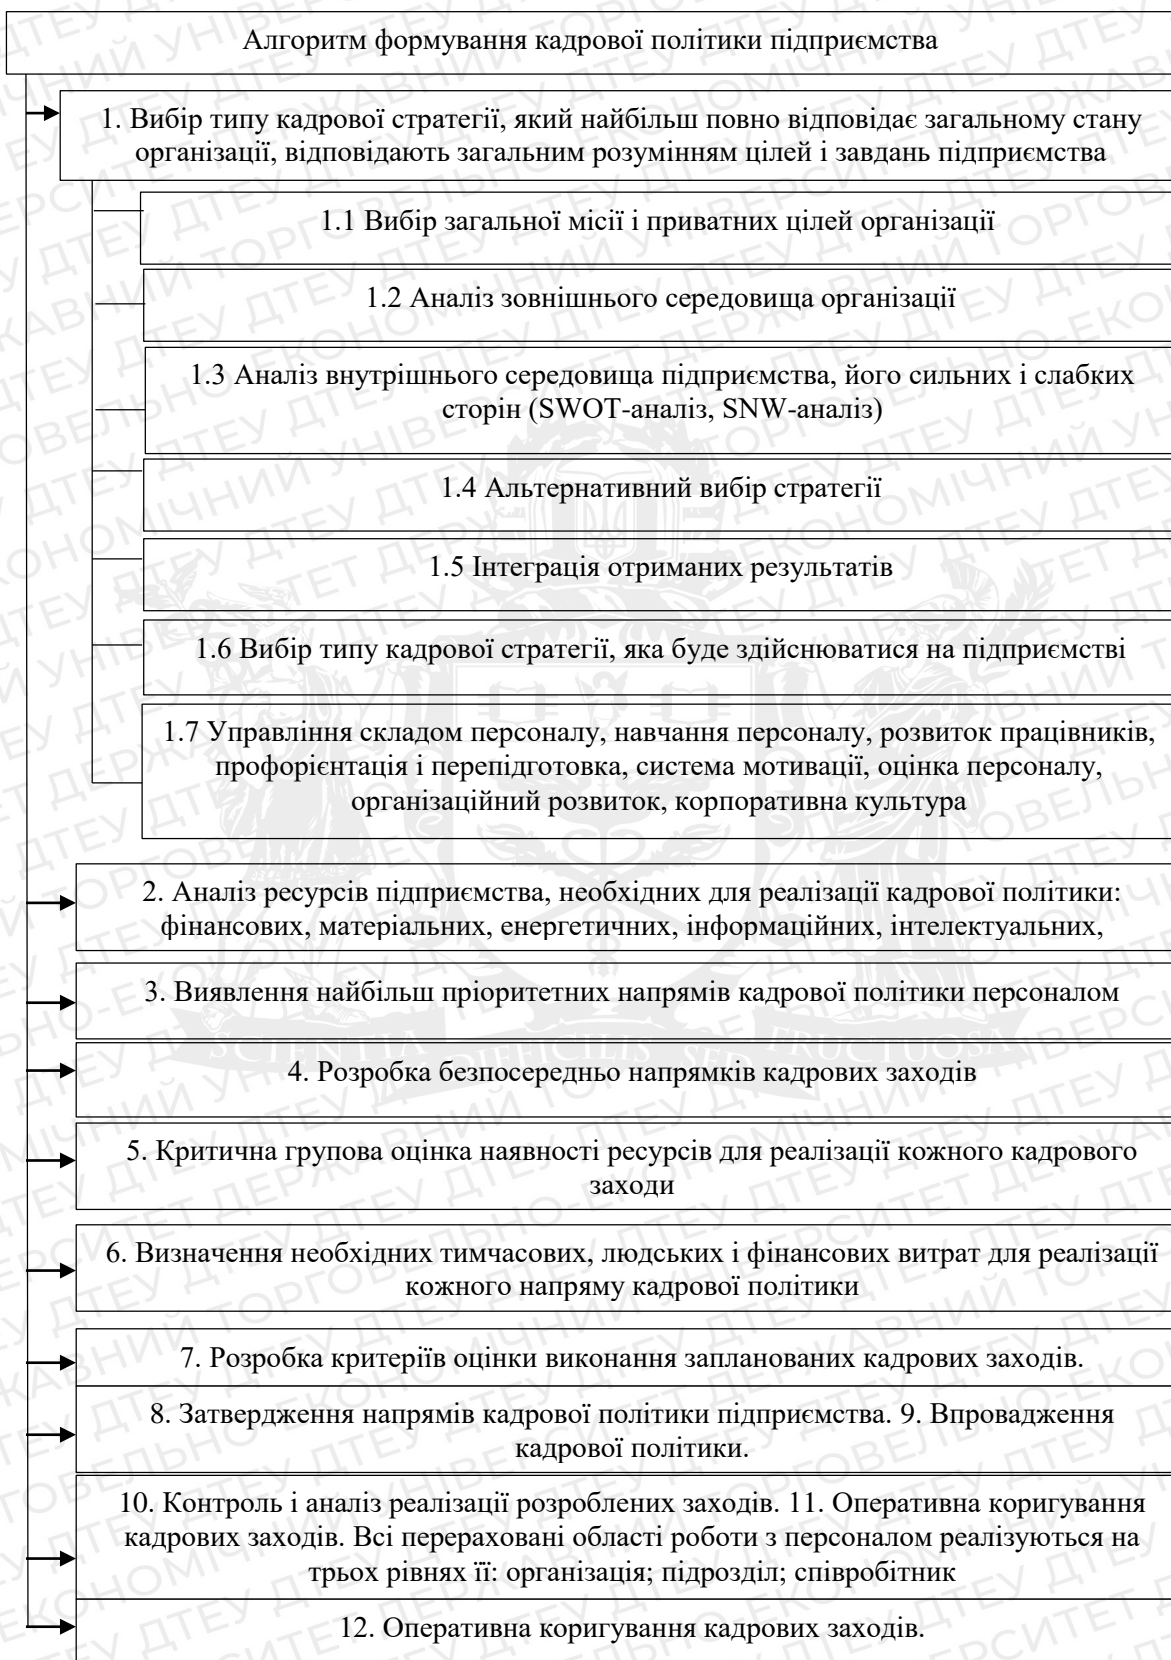 Алгоритм формування кадрової політики підприємства
1. Вибір типу кадрової стратегії, який найбільш повно відповідає загальному стану
організації, відповідають загальним розумінням цілей і завдань підприємства
1.1 Вибір загальної місії і приватних цілей організації
1.2 Аналіз зовнішнього середовища організації
1.3 Аналіз внутрішнього середовища підприємства, його сильних і слабких
сторін (SWOT-аналіз, SNW-аналіз)
1.4 Альтернативний вибір стратегії
1.5 Інтеграція отриманих результатів
1.6 Вибір типу кадрової стратегії, яка буде здійснюватися на підприємстві
1.7 Управління складом персоналу, навчання персоналу, розвиток працівників,
профорієнтація і перепідготовка, система мотивації, оцінка персоналу,
організаційний розвиток, корпоративна культура
2. Аналіз ресурсів підприємства, необхідних для реалізації кадрової політики:
фінансових, матеріальних, енергетичних, інформаційних, інтелектуальних,
3. Виявлення найбільш пріоритетних напрямів кадрової політики персоналом
SCIENTIA DIFFICILIS SED FRUCTUOSA
4. Розробка безпосередньо напрямків кадрових заходів
5. Критична групова оцінка наявності ресурсів для реалізації кожного кадрового
заходи
6. Визначення необхідних тимчасових, людських і фінансових витрат для реалізації
кожного напряму кадрової політики
7. Розробка критеріїв оцінки виконання запланованих кадрових заходів.
8. Затвердження напрямів кадрової політики підприємства. 9. Впровадження
кадрової політики.
10. Контроль і аналіз реалізації розроблених заходів. 11. Оперативна коригування
кадрових заходів. Всі перераховані області роботи з персоналом реалізуються на
трьох рівнях її: організація; підрозділ; співробітник
12. Оперативна коригування кадрових заходів.